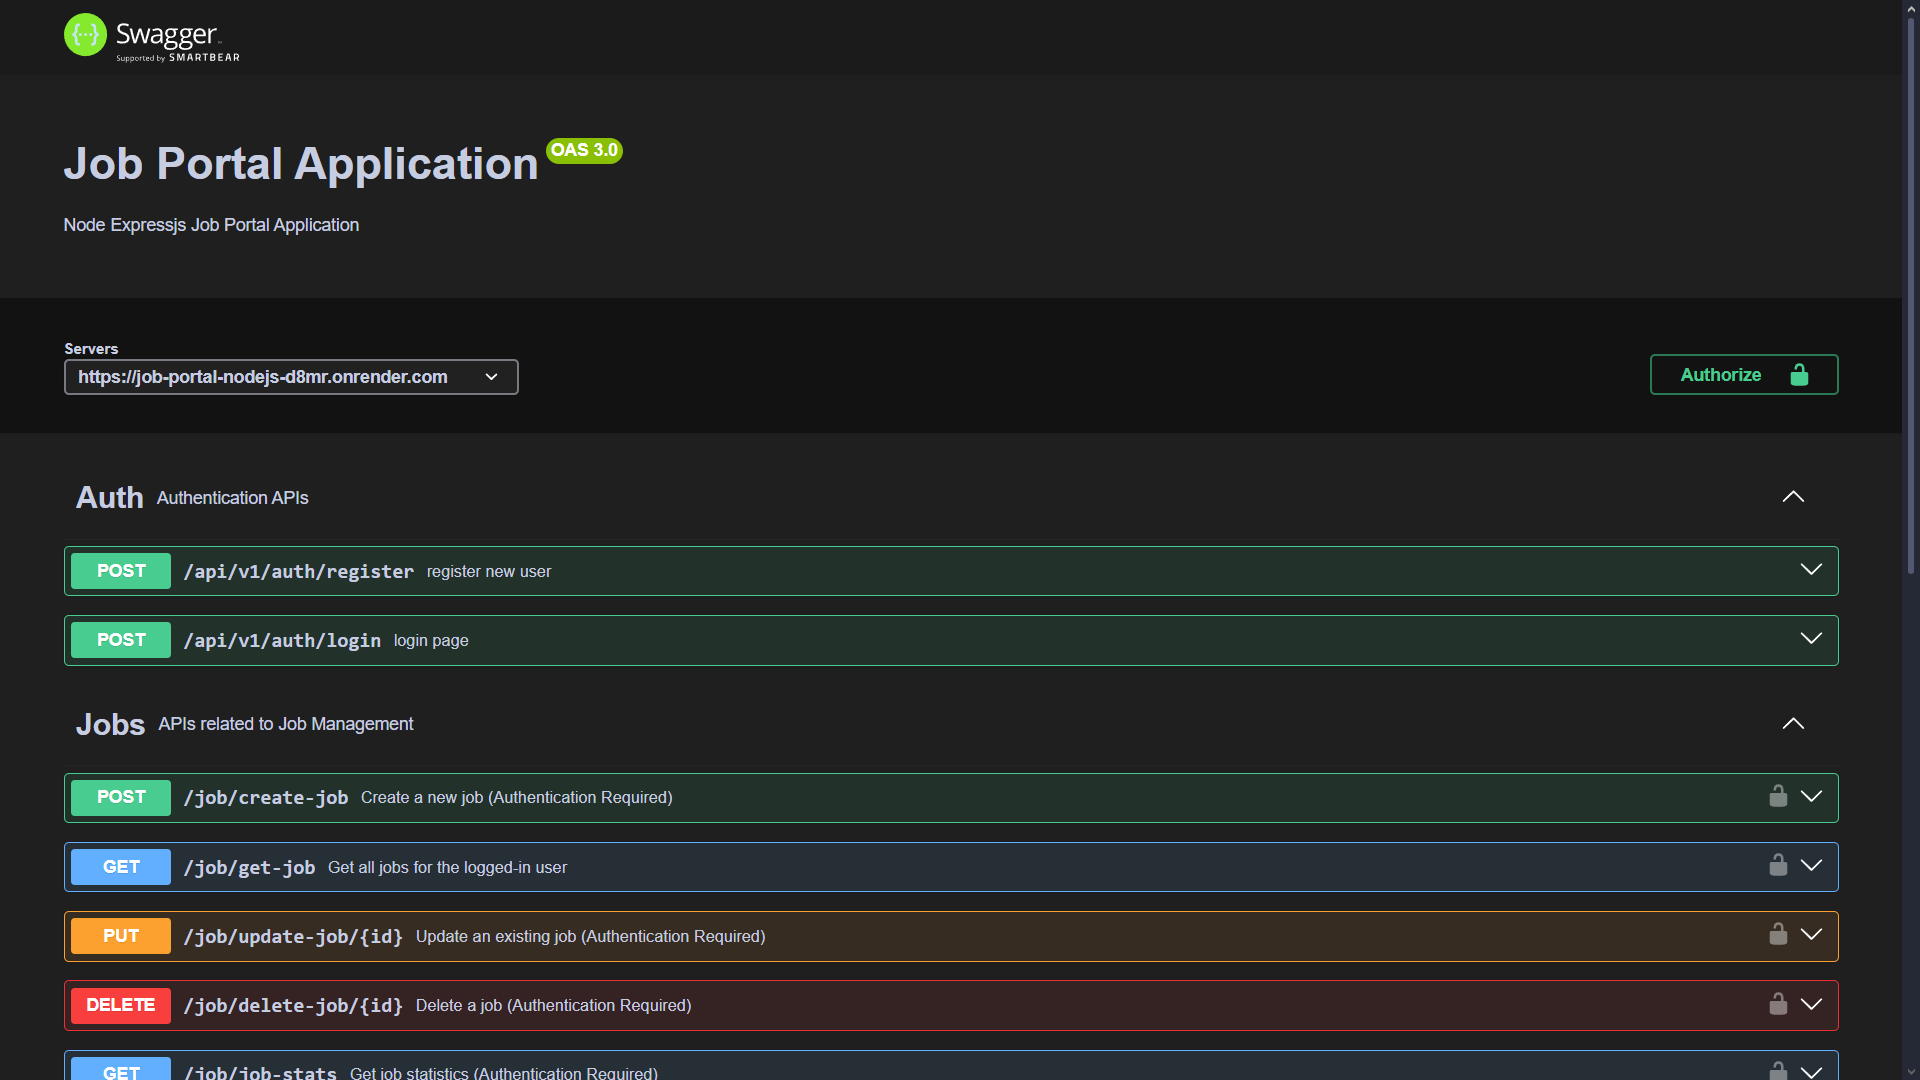 Swagger
Supported by SMARTBEAR
Job Portal Application OAS 3.0
Node Expressjs Job Portal Application
Servers
https://job-portal-nodejs-d8mr.onrender.com
Authorize
Auth Authentication APIs
POST /api/v1/auth/register register new user
POST /api/v1/auth/login login page
Jobs APIs related to Job Management
POST /job/create-job Create a new job (Authentication Required)
GET /job/get-job Get all jobs for the logged-in user
PUT /job/update-job/{id} Update an existing job (Authentication Required)
DELETE /job/delete-job/{id} Delete a job (Authentication Required)
GET /job/job-stats Get job statistics (Authentication Required)